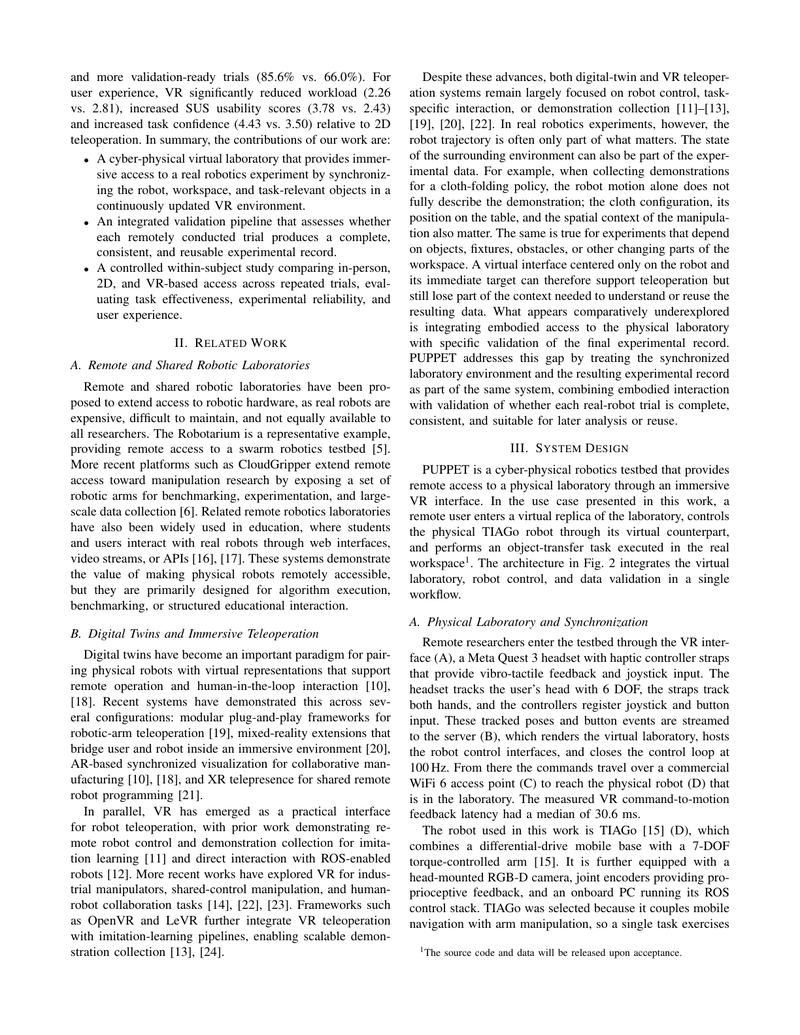 and more validation-ready trials (85.6% vs. 66.0%). For
user experience, VR significantly reduced workload (2.26
vs. 2.81), increased SUS usability scores (3.78 vs. 2.43)
and increased task confidence (4.43 vs. 3.50) relative to 2D
teleoperation. In summary, the contributions of our work are:
• A cyber-physical virtual laboratory that provides immer-
sive access to a real robotics experiment by synchroniz-
ing the robot, workspace, and task-relevant objects in a
continuously updated VR environment.
• An integrated validation pipeline that assesses whether
each remotely conducted trial produces a complete,
consistent, and reusable experimental record.
• A controlled within-subject study comparing in-person,
2D, and VR-based access across repeated trials, eval-
uating task effectiveness, experimental reliability, and
user experience.
II. RELATED WORK
A. Remote and Shared Robotic Laboratories
Remote and shared robotic laboratories have been pro-
posed to extend access to robotic hardware, as real robots are
expensive, difficult to maintain, and not equally available to
all researchers. The Robotarium is a representative example,
providing remote access to a swarm robotics testbed [5].
More recent platforms such as CloudGripper extend remote
access toward manipulation research by exposing a set of
robotic arms for benchmarking, experimentation, and large-
scale data collection [6]. Related remote robotics laboratories
have also been widely used in education, where students
and users interact with real robots through web interfaces,
video streams, or APIs [16], [17]. These systems demonstrate
the value of making physical robots remotely accessible,
but they are primarily designed for algorithm execution,
benchmarking, or structured educational interaction.
B. Digital Twins and Immersive Teleoperation
Digital twins have become an important paradigm for pair-
ing physical robots with virtual representations that support
remote operation and human-in-the-loop interaction [10],
[18]. Recent systems have demonstrated this across sev-
eral configurations: modular plug-and-play frameworks for
robotic-arm teleoperation [19], mixed-reality extensions that
bridge user and robot inside an immersive environment [20],
AR-based synchronized visualization for collaborative man-
ufacturing [10], [18], and XR telepresence for shared remote
robot programming [21].
In parallel, VR has emerged as a practical interface
for robot teleoperation, with prior work demonstrating re-
mote robot control and demonstration collection for imita-
tion learning [11] and direct interaction with ROS-enabled
robots [12]. More recent works have explored VR for indus-
trial manipulators, shared-control manipulation, and human-
robot collaboration tasks [14], [22], [23]. Frameworks such
as OpenVR and LeVR further integrate VR teleoperation
with imitation-learning pipelines, enabling scalable demon-
stration collection [13], [24].
Despite these advances, both digital-twin and VR teleoper-
ation systems remain largely focused on robot control, task-
specific interaction, or demonstration collection [11]–[13],
[19], [20], [22]. In real robotics experiments, however, the
robot trajectory is often only part of what matters. The state
of the surrounding environment can also be part of the exper-
imental data. For example, when collecting demonstrations
for a cloth-folding policy, the robot motion alone does not
fully describe the demonstration; the cloth configuration, its
position on the table, and the spatial context of the manipula-
tion also matter. The same is true for experiments that depend
on objects, fixtures, obstacles, or other changing parts of the
workspace. A virtual interface centered only on the robot and
its immediate target can therefore support teleoperation but
still lose part of the context needed to understand or reuse the
resulting data. What appears comparatively underexplored
is integrating embodied access to the physical laboratory
with specific validation of the final experimental record.
PUPPET addresses this gap by treating the synchronized
laboratory environment and the resulting experimental record
as part of the same system, combining embodied interaction
with validation of whether each real-robot trial is complete,
consistent, and suitable for later analysis or reuse.
III. SYSTEM DESIGN
PUPPET is a cyber-physical robotics testbed that provides
remote access to a physical laboratory through an immersive
VR interface. In the use case presented in this work, a
remote user enters a virtual replica of the laboratory, controls
the physical TIAGo robot through its virtual counterpart,
and performs an object-transfer task executed in the real
workspace¹. The architecture in Fig. 2 integrates the virtual
laboratory, robot control, and data validation in a single
workflow.
A. Physical Laboratory and Synchronization
Remote researchers enter the testbed through the VR inter-
face (A), a Meta Quest 3 headset with haptic controller straps
that provide vibro-tactile feedback and joystick input. The
headset tracks the user's head with 6 DOF, the straps track
both hands, and the controllers register joystick and button
input. These tracked poses and button events are streamed
to the server (B), which renders the virtual laboratory, hosts
the robot control interfaces, and closes the control loop at
100 Hz. From there the commands travel over a commercial
WiFi 6 access point (C) to reach the physical robot (D) that
is in the laboratory. The measured VR command-to-motion
feedback latency had a median of 30.6 ms.
The robot used in this work is TIAGo [15] (D), which
combines a differential-drive mobile base with a 7-DOF
torque-controlled arm [15]. It is further equipped with a
head-mounted RGB-D camera, joint encoders providing pro-
prioceptive feedback, and an onboard PC running its ROS
control stack. TIAGo was selected because it couples mobile
navigation with arm manipulation, so a single task exercises
¹The source code and data will be released upon acceptance.